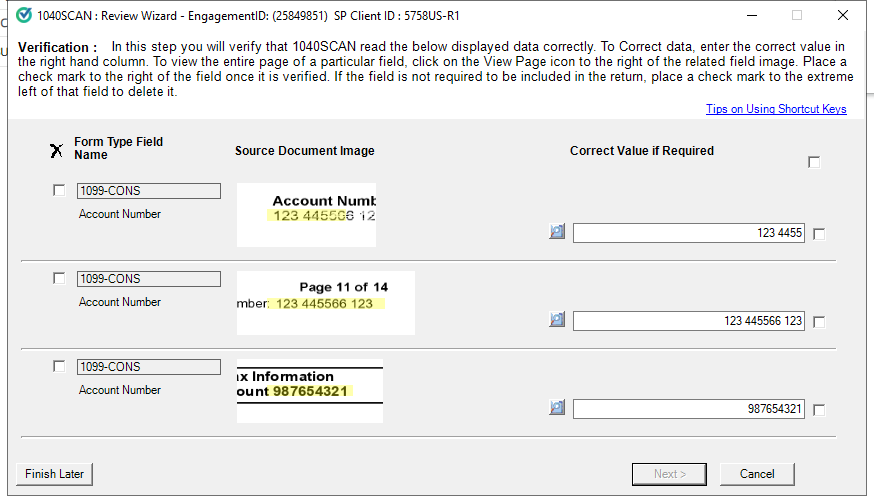 1040SCAN : Review Wizard - EngagementID: (25849851) SP Client ID : 5758US-R1
Verification : In this step you will verify that 1040SCAN read the below displayed data correctly. To Correct data, enter the correct value in
the right hand column. To view the entire page of a particular field, click on the View Page icon to the right of the related field image. Place a
check mark to the right of the field once it is verified. If the field is not required to be included in the return, place a check mark to the extreme
left of that field to delete it.
Tips on Using Shortcut Keys
X
Form Type Field
Name
Source Document Image
Correct Value if Required
1099-CONS
Account Number
Account Numb
123 445566 12
123 4455
1099-CONS
Account Number
Page 11 of 14
mber: 123 445566 123
123 445566 123
1099-CONS
Account Number
ax Information
ount 987654321
987654321
Finish Later
Next >
Cancel